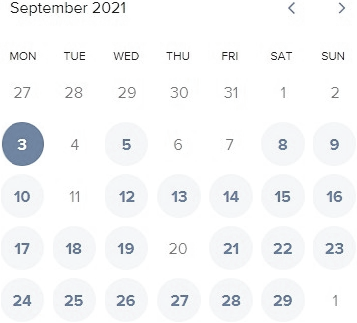 September 2021
MON TUE WED THU FRI SAT SUN
27 28 29 30 31 1 2
3 4 5 6 7 8 9
10 11 12 13 14 15 16
17 18 19 20 21 22 23
24 25 26 27 28 29 1